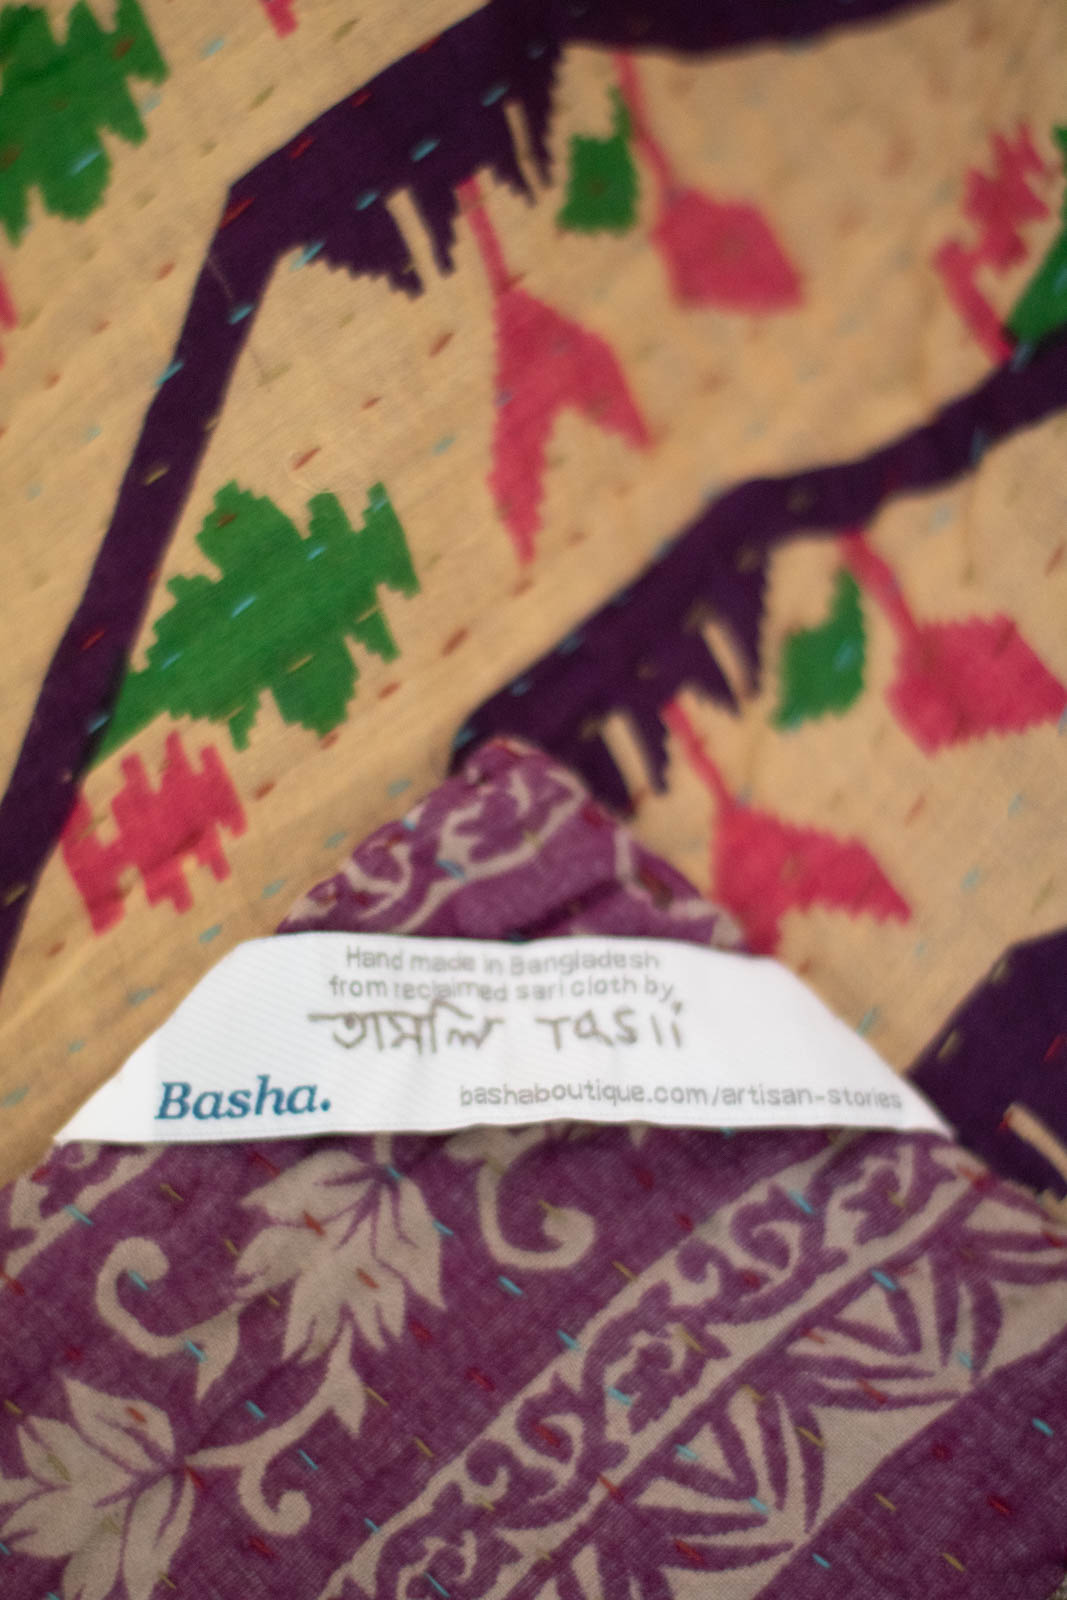 Hand made in Bangladesh
from reclaimed sari cloth by
তাসলি Tasli
Basha. bashaboutique.com/artisan-stories